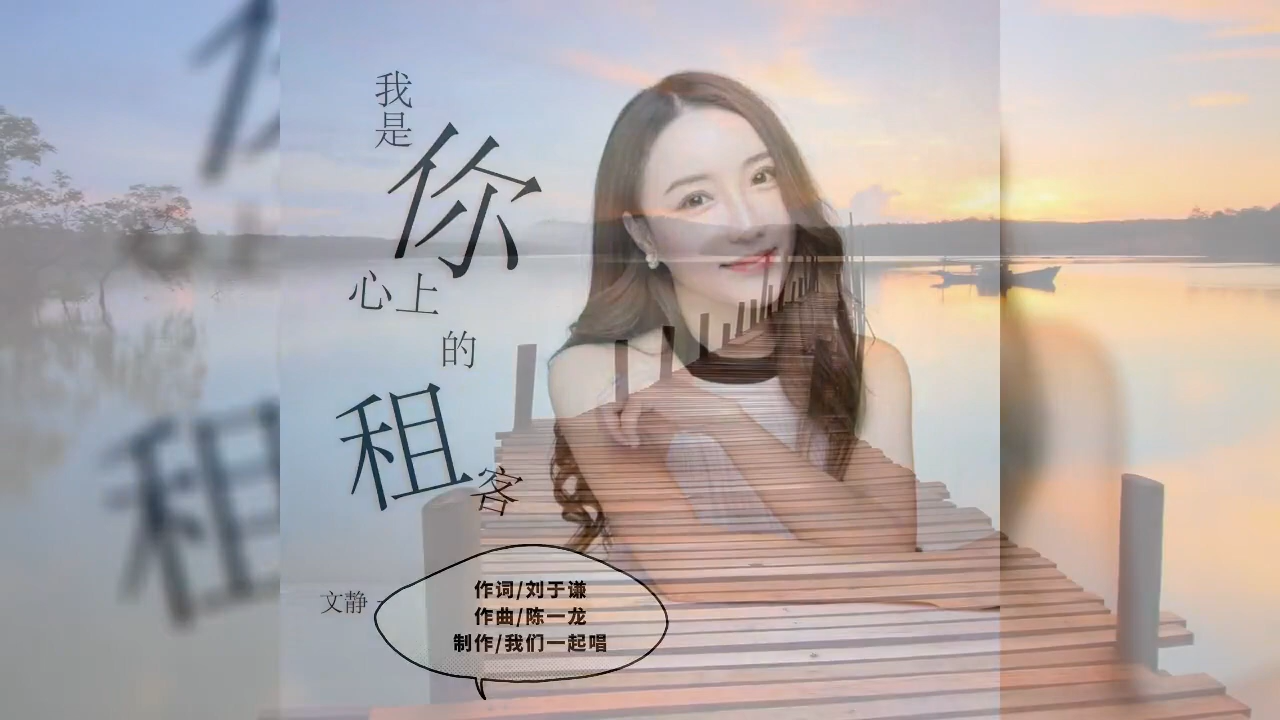 我是
你
心上
的
租
客
文静
作词/刘于谦
作曲/陈一龙
制作/我们一起唱